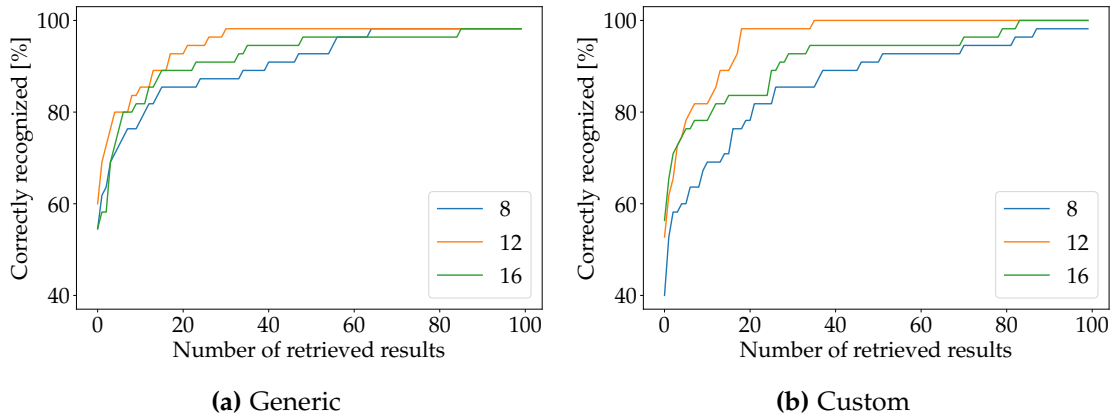 100
80
60
40
Correctly recognized [%]
8
12
16
0 20 40 60 80 100
Number of retrieved results
(a) Generic
100
80
60
40
Correctly recognized [%]
8
12
16
0 20 40 60 80 100
Number of retrieved results
(b) Custom